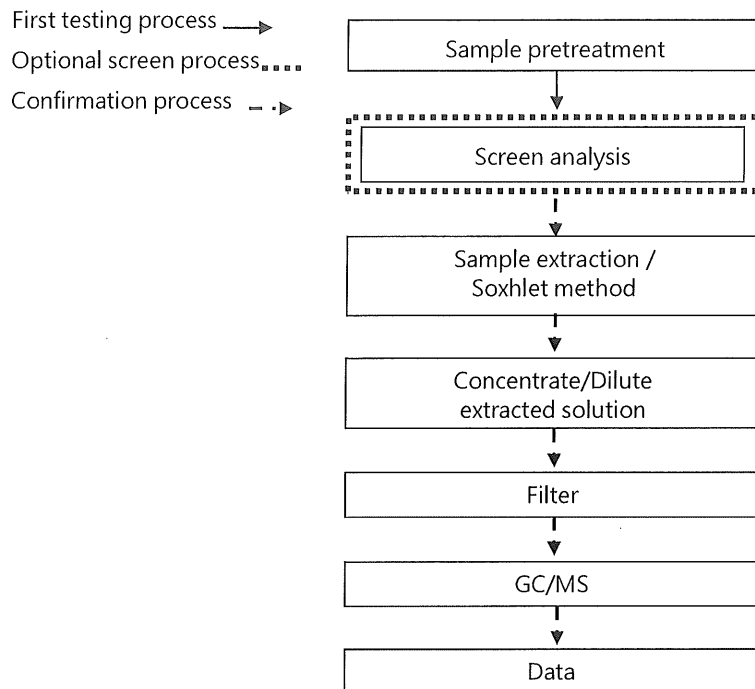 First testing process
Optional screen process
Confirmation process
Sample pretreatment
Screen analysis
Sample extraction /
Soxhlet method
Concentrate/Dilute
extracted solution
Filter
GC/MS
Data